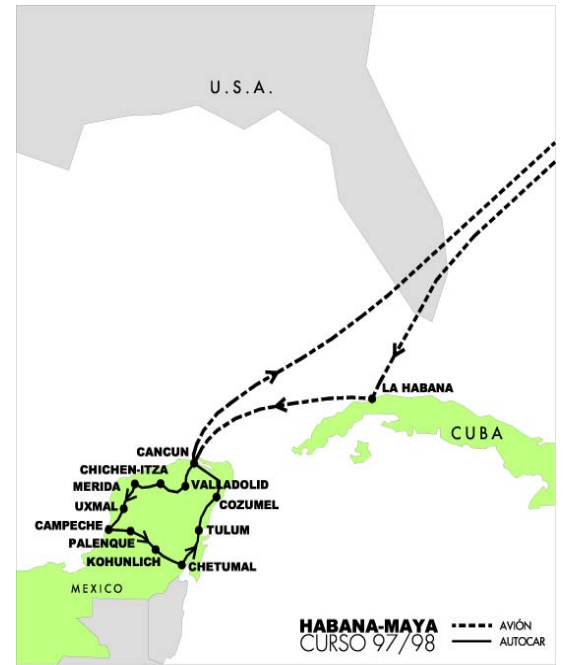 U.S.A.
LA HABANA
CUBA
CANCUN
CHICHEN-ITZA
MERIDA
VALLADOLID
COZUMEL
UXMAL
CAMPECHE
TULUM
PALENQUE
KOHUNLICH
CHETUMAL
MEXICO
HABANA-MAYA
CURSO 97/98
AVIÓN
AUTOCAR